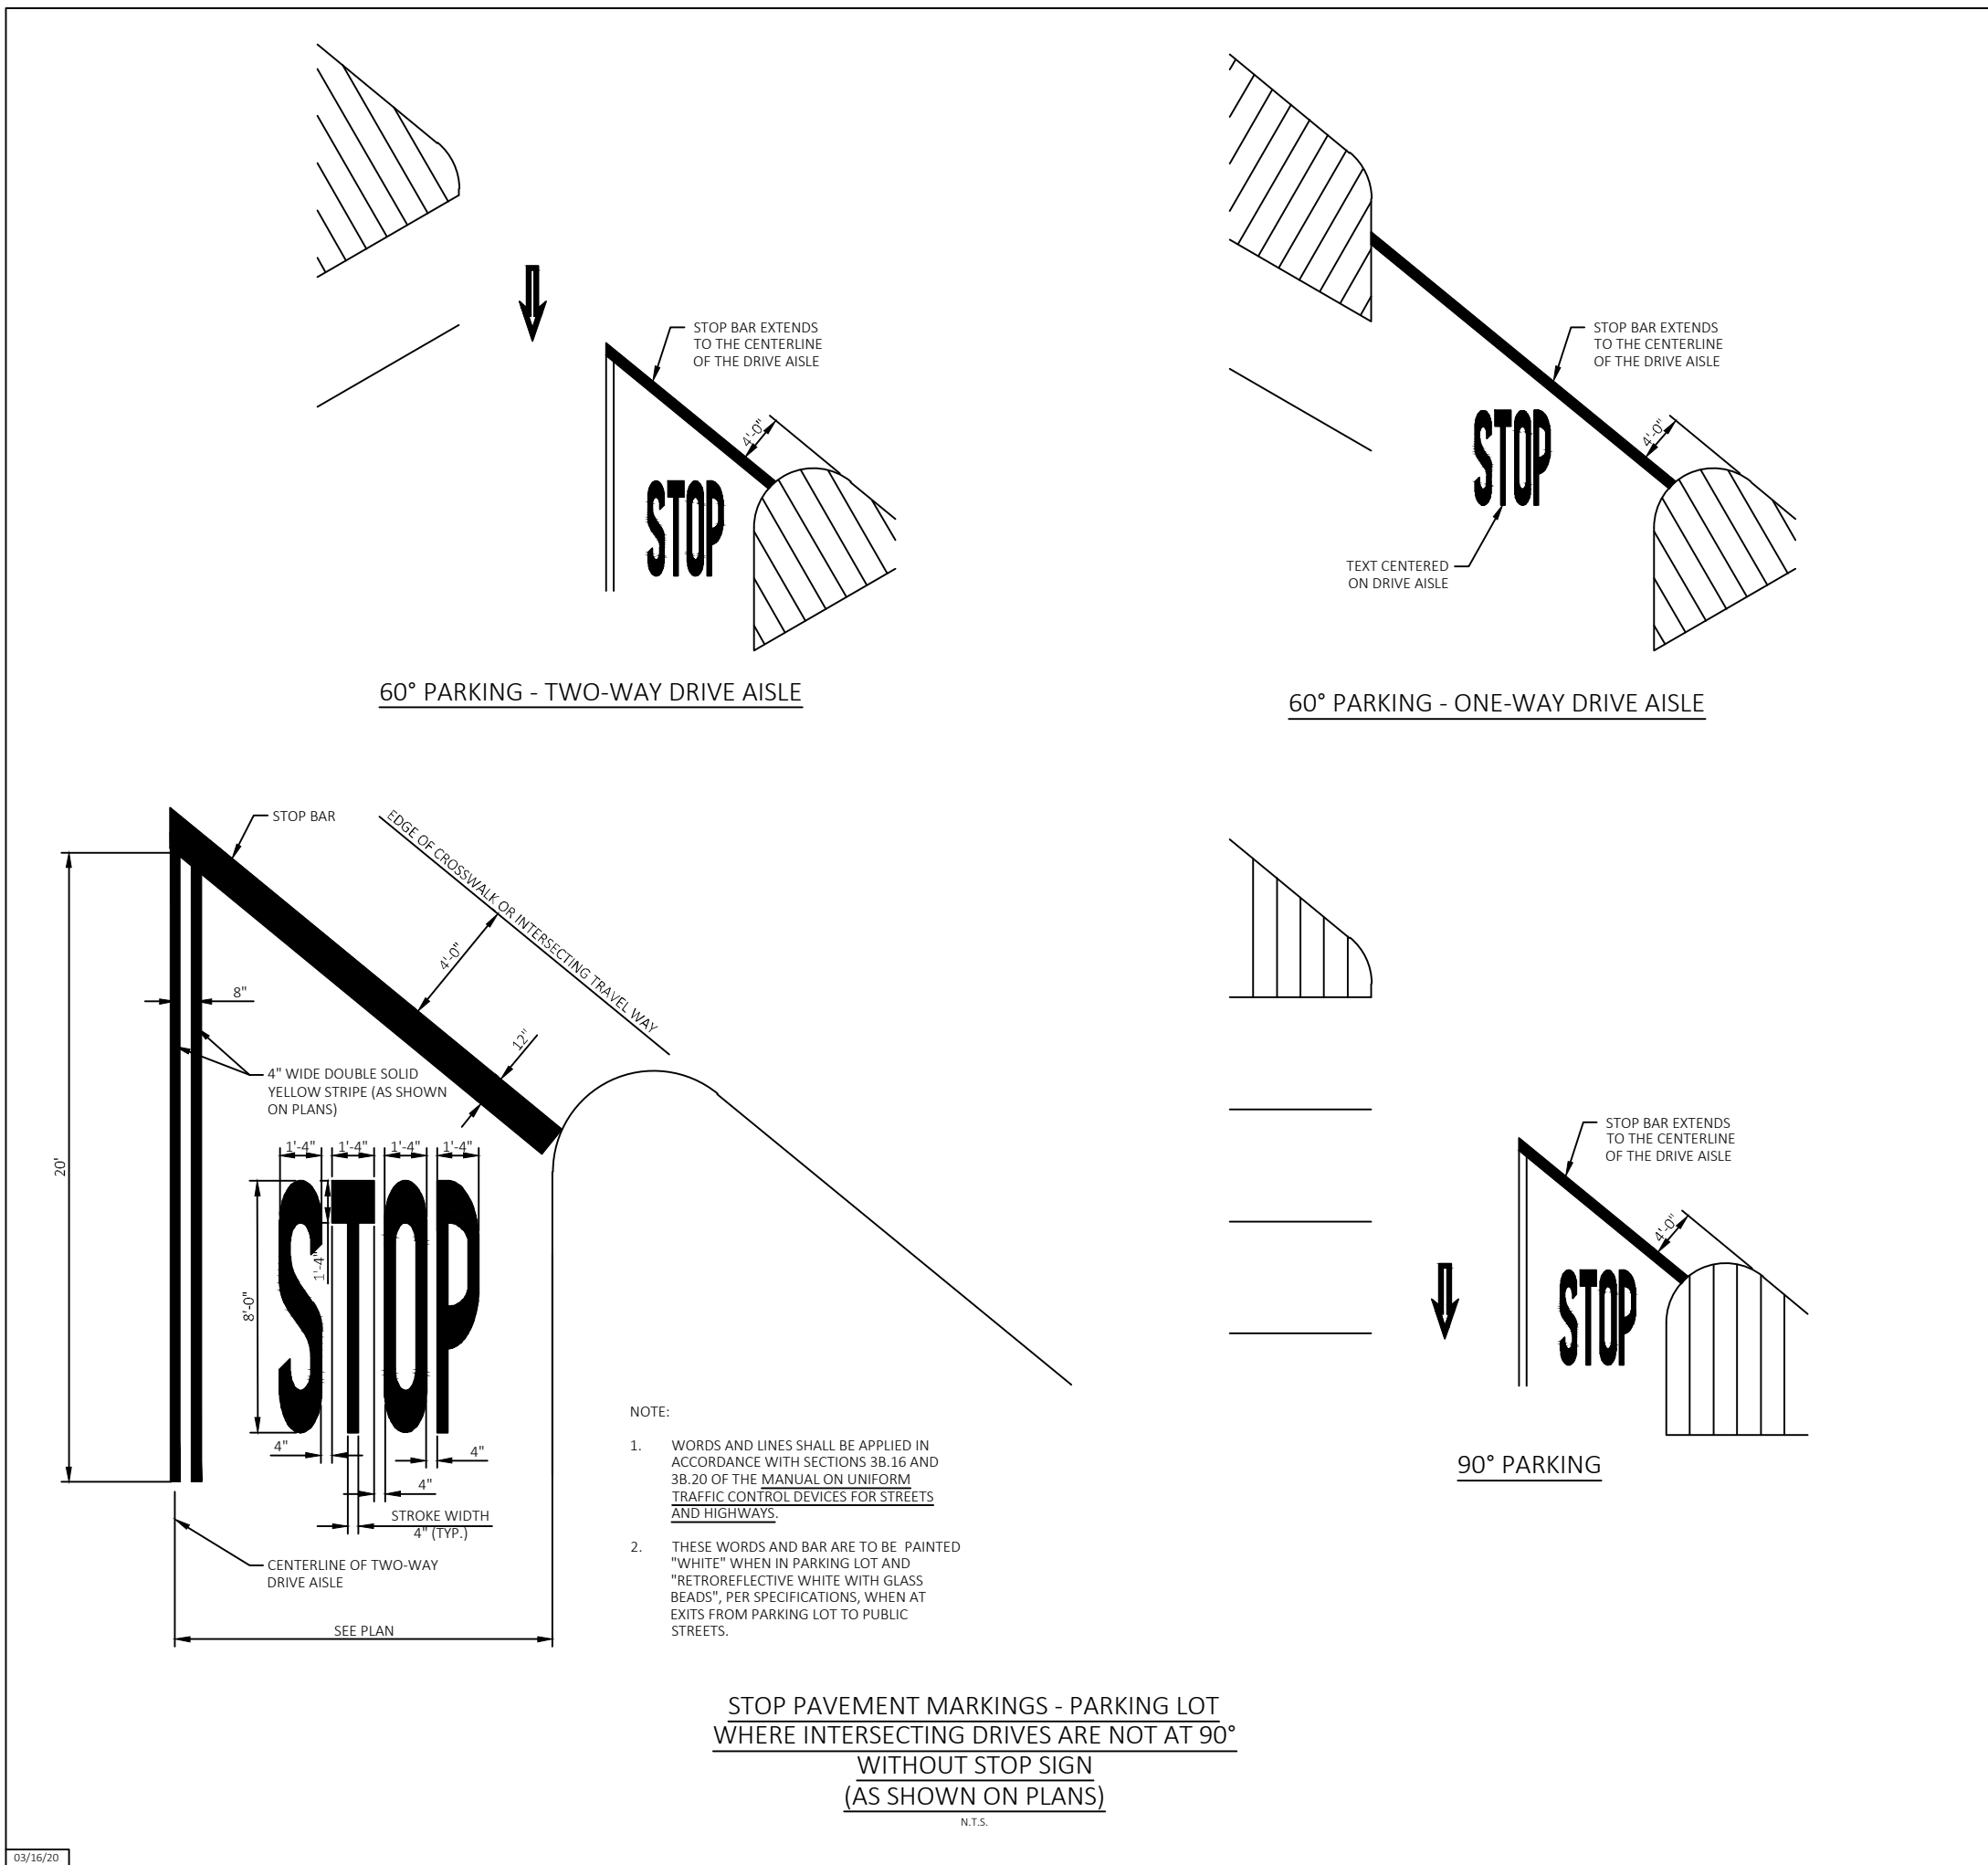 STOP BAR EXTENDS
TO THE CENTERLINE
OF THE DRIVE AISLE
4'-0"
STOP
60° PARKING - TWO-WAY DRIVE AISLE
STOP BAR EXTENDS
TO THE CENTERLINE
OF THE DRIVE AISLE
4'-0"
STOP
TEXT CENTERED
ON DRIVE AISLE
60° PARKING - ONE-WAY DRIVE AISLE
STOP BAR
EDGE OF CROSSWALK OR INTERSECTING TRAVEL WAY
4'-0"
8"
12"
4" WIDE DOUBLE SOLID
YELLOW STRIPE (AS SHOWN
ON PLANS)
20'
1'-4" 1'-4" 1'-4" 1'-4"
1'-4"
8'-0"
STOP
4"
4"
4"
STROKE WIDTH
4" (TYP.)
CENTERLINE OF TWO-WAY
DRIVE AISLE
SEE PLAN
NOTE:
1. WORDS AND LINES SHALL BE APPLIED IN
ACCORDANCE WITH SECTIONS 3B.16 AND
3B.20 OF THE MANUAL ON UNIFORM
TRAFFIC CONTROL DEVICES FOR STREETS
AND HIGHWAYS.
2. THESE WORDS AND BAR ARE TO BE PAINTED
"WHITE" WHEN IN PARKING LOT AND
"RETROREFLECTIVE WHITE WITH GLASS
BEADS", PER SPECIFICATIONS, WHEN AT
EXITS FROM PARKING LOT TO PUBLIC
STREETS.
STOP BAR EXTENDS
TO THE CENTERLINE
OF THE DRIVE AISLE
4'-0"
STOP
90° PARKING
STOP PAVEMENT MARKINGS - PARKING LOT
WHERE INTERSECTING DRIVES ARE NOT AT 90°
WITHOUT STOP SIGN
(AS SHOWN ON PLANS)
N.T.S.
03/16/20